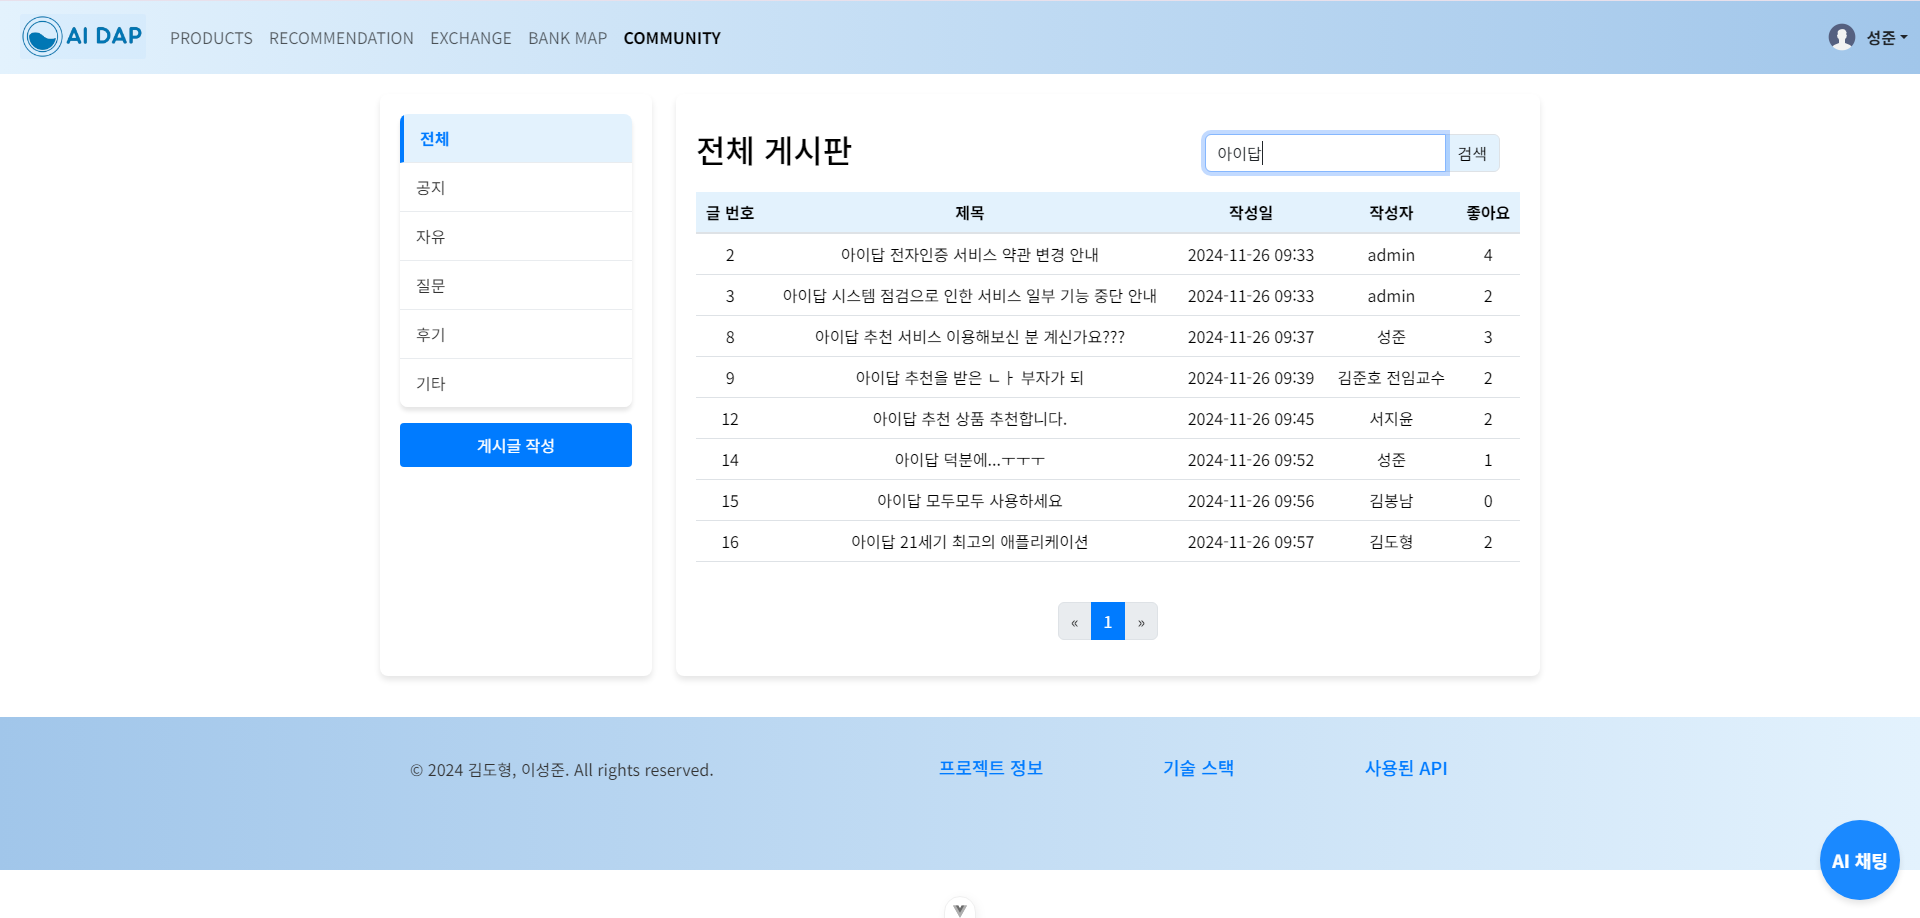 AI DAP PRODUCTS RECOMMENDATION EXCHANGE BANK MAP COMMUNITY 성준
전체
공지
자유
질문
후기
기타
게시글 작성
전체 게시판 아이답 검색
글 번호 제목 작성일 작성자 좋아요
2 아이답 전자인증 서비스 약관 변경 안내 2024-11-26 09:33 admin 4
3 아이답 시스템 점검으로 인한 서비스 일부 기능 중단 안내 2024-11-26 09:33 admin 2
8 아이답 추천 서비스 이용해보신 분 계신가요??? 2024-11-26 09:37 성준 3
9 아이답 추천을 받은 ㄴㅏ 부자가 되 2024-11-26 09:39 김준호 전임교수 2
12 아이답 추천 상품 추천합니다. 2024-11-26 09:45 서지윤 2
14 아이답 덕분에...ㅜㅜㅜ 2024-11-26 09:52 성준 1
15 아이답 모두모두 사용하세요 2024-11-26 09:56 김봉남 0
16 아이답 21세기 최고의 애플리케이션 2024-11-26 09:57 김도형 2
« 1 »
© 2024 김도형, 이성준. All rights reserved. 프로젝트 정보 기술 스택 사용된 API
AI 채팅